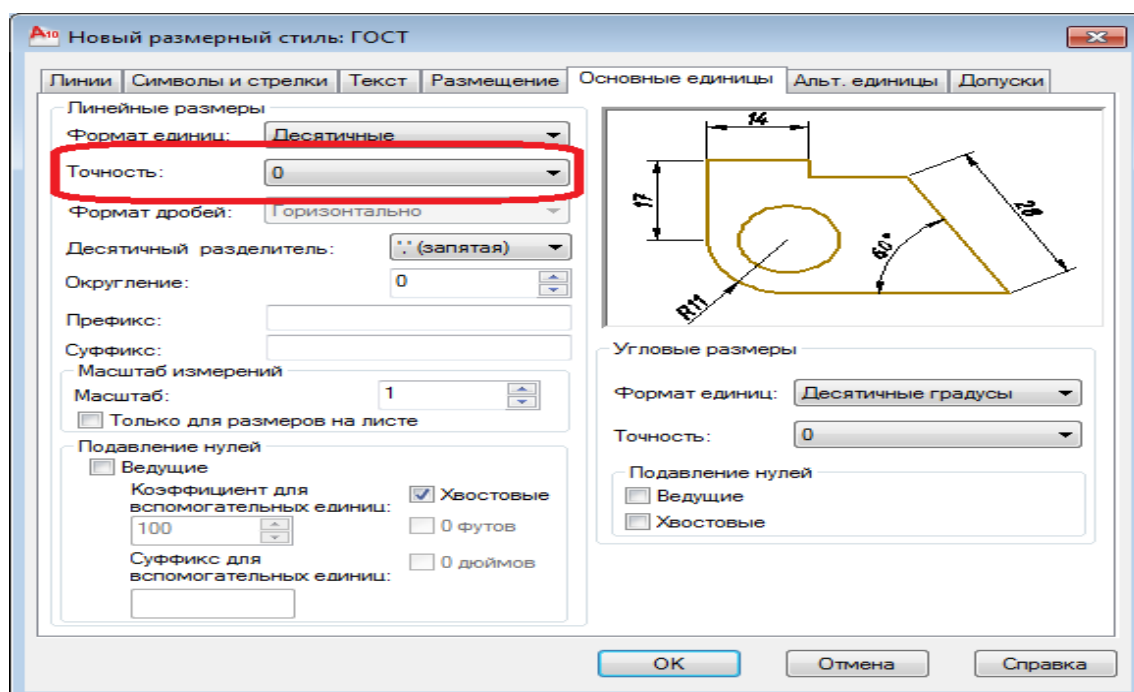 A10 Новый размерный стиль: ГОСТ
Линии Символы и стрелки Текст Размещение Основные единицы Альт. единицы Допуски
Линейные размеры
Формат единиц: Десятичные
Точность: 0
Формат дробей: Горизонтально
Десятичный разделитель: ',' (запятая)
Округление: 0
Префикс:
Суффикс:
Масштаб измерений
Масштаб: 1
Только для размеров на листе
Подавление нулей
Ведущие
Коэффициент для
вспомогательных единиц:
100
Суффикс для
вспомогательных единиц:
Хвостовые
0 футов
0 дюймов
14
17
28
60°
R11
Угловые размеры
Формат единиц: Десятичные градусы
Точность: 0
Подавление нулей
Ведущие
Хвостовые
OK Отмена Справка